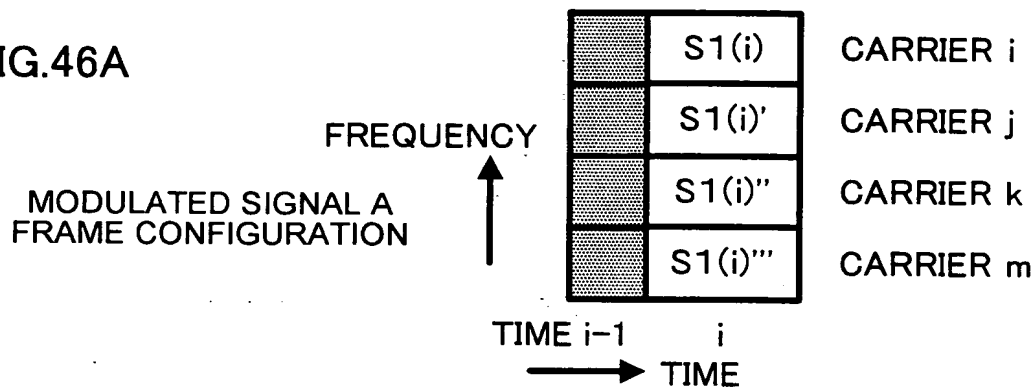 IG.46A
S1(i) CARRIER i
S1(i)' CARRIER j
FREQUENCY
S1(i)'' CARRIER k
MODULATED SIGNAL A
FRAME CONFIGURATION
S1(i)''' CARRIER m
TIME i-1 i
TIME